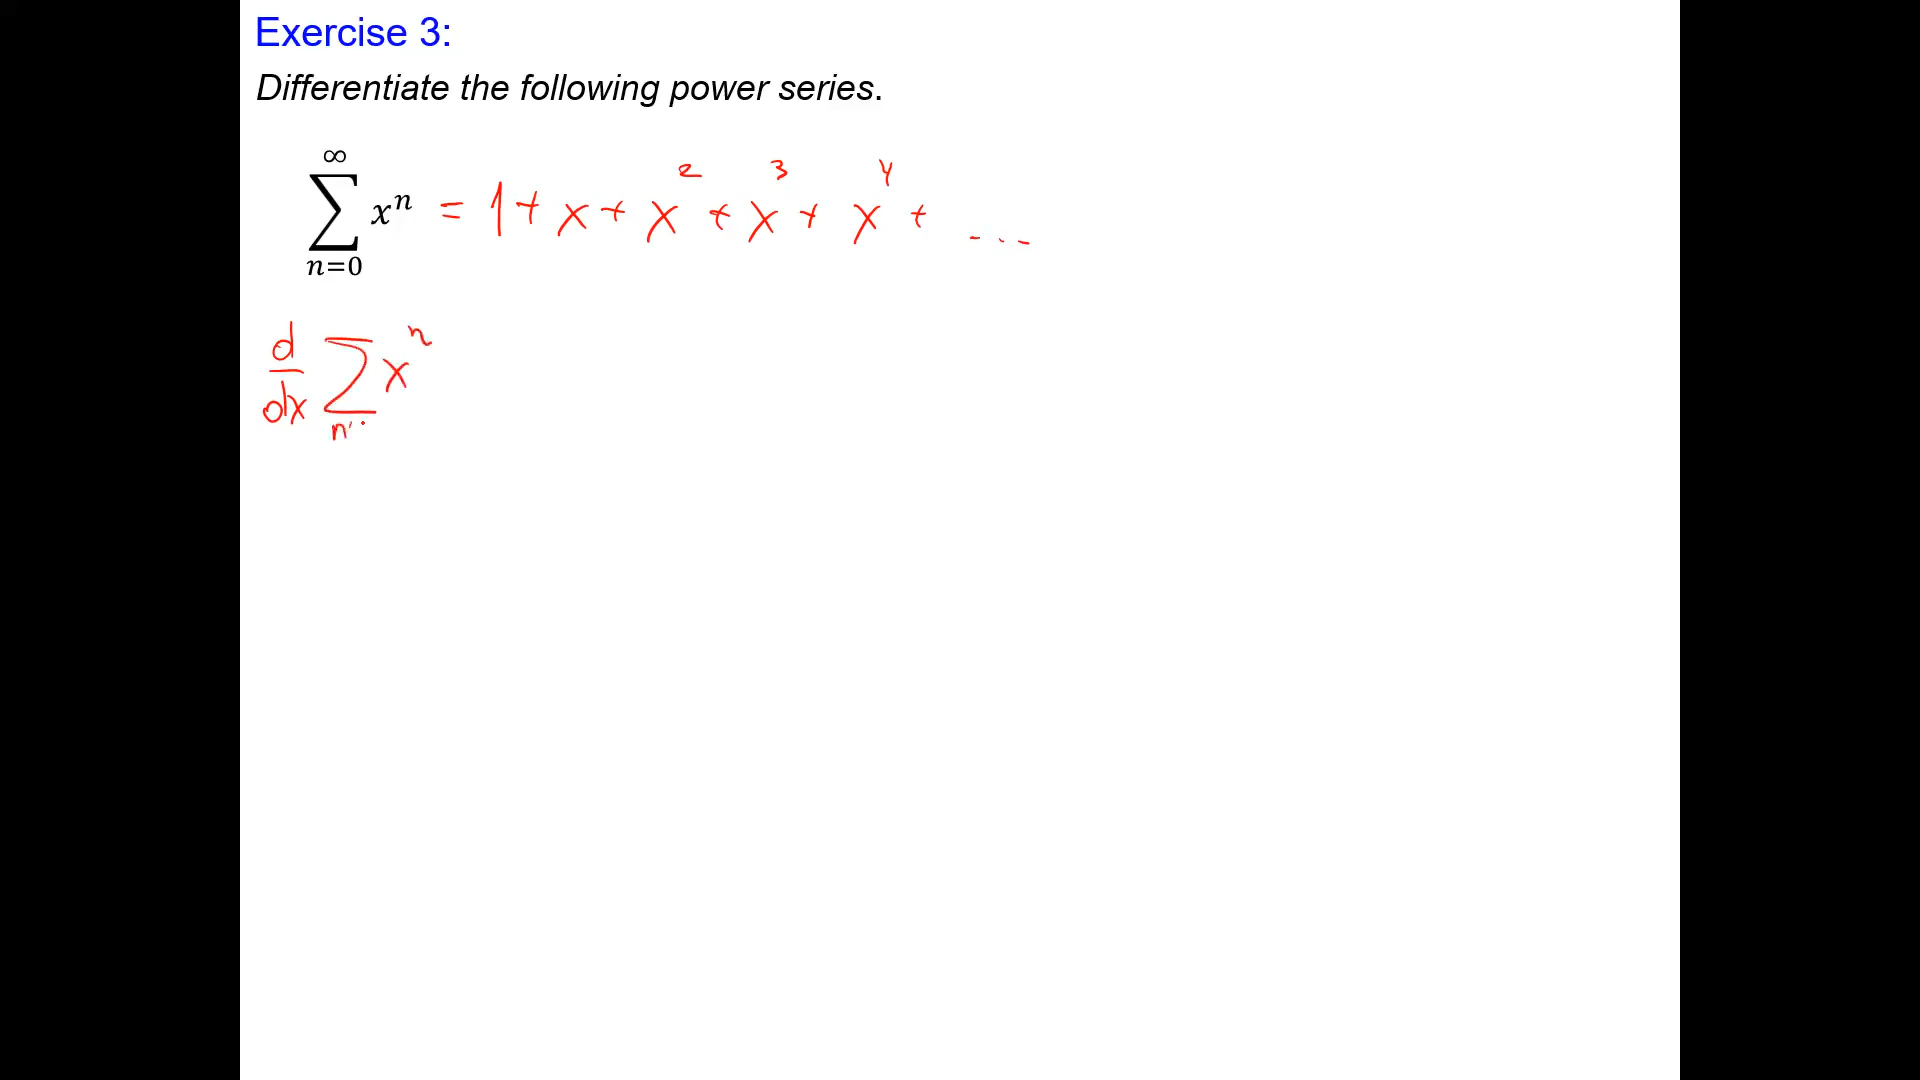 Exercise 3:
Differentiate the following power series.
∑_{n=0}^{∞} xⁿ = 1 + x + x² + x³ + x⁴ + ...
d/dx ∑_{n} xⁿ